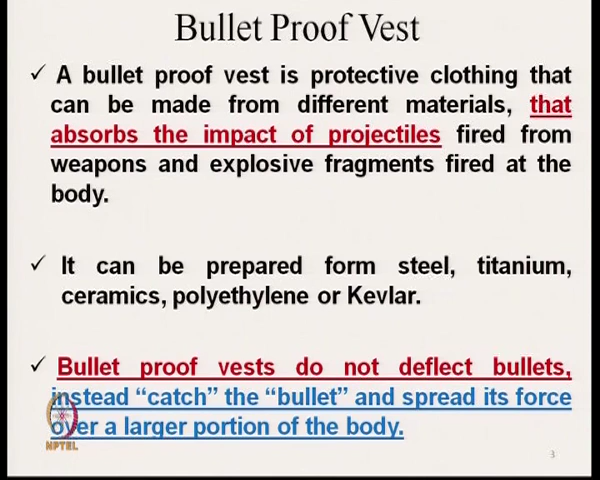 Bullet Proof Vest
✓ A bullet proof vest is protective clothing that
can be made from different materials, that
absorbs the impact of projectiles fired from
weapons and explosive fragments fired at the
body.
✓ It can be prepared form steel, titanium,
ceramics, polyethylene or Kevlar.
✓ Bullet proof vests do not deflect bullets,
instead “catch” the “bullet” and spread its force
over a larger portion of the body.
NPTEL
3